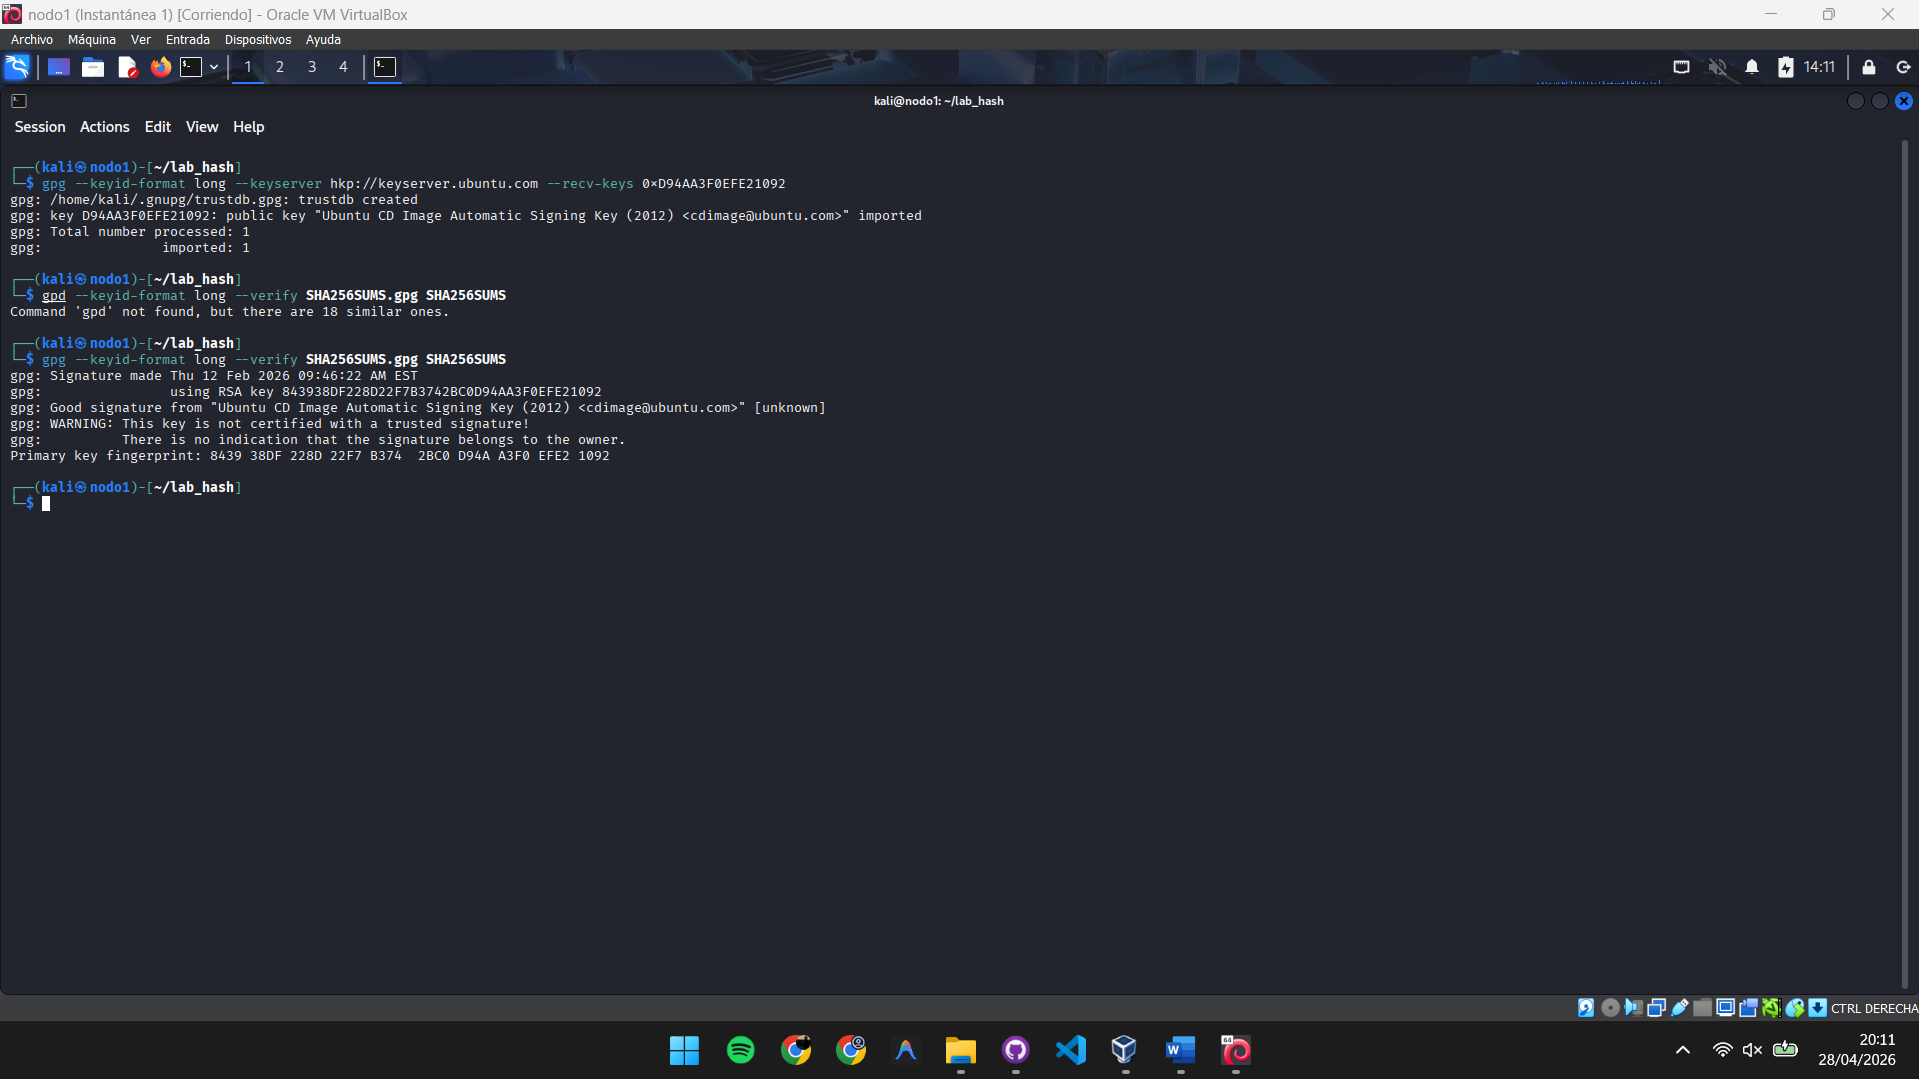 nodo1 (Instantánea 1) [Corriendo] - Oracle VM VirtualBox
Archivo Máquina Ver Entrada Dispositivos Ayuda
1 2 3 4 14:11
kali@nodo1: ~/lab_hash
Session Actions Edit View Help
┌──(kali㉿nodo1)-[~/lab_hash]
└─$ gpg --keyid-format long --keyserver hkp://keyserver.ubuntu.com --recv-keys 0×D94AA3F0EFE21092
gpg: /home/kali/.gnupg/trustdb.gpg: trustdb created
gpg: key D94AA3F0EFE21092: public key "Ubuntu CD Image Automatic Signing Key (2012) <cdimage@ubuntu.com>" imported
gpg: Total number processed: 1
gpg:               imported: 1
┌──(kali㉿nodo1)-[~/lab_hash]
└─$ gpd --keyid-format long --verify SHA256SUMS.gpg SHA256SUMS
Command 'gpd' not found, but there are 18 similar ones.
┌──(kali㉿nodo1)-[~/lab_hash]
└─$ gpg --keyid-format long --verify SHA256SUMS.gpg SHA256SUMS
gpg: Signature made Thu 12 Feb 2026 09:46:22 AM EST
gpg:                using RSA key 843938DF228D22F7B3742BC0D94AA3F0EFE21092
gpg: Good signature from "Ubuntu CD Image Automatic Signing Key (2012) <cdimage@ubuntu.com>" [unknown]
gpg: WARNING: This key is not certified with a trusted signature!
gpg:          There is no indication that the signature belongs to the owner.
Primary key fingerprint: 8439 38DF 228D 22F7 B374  2BC0 D94A A3F0 EFE2 1092
┌──(kali㉿nodo1)-[~/lab_hash]
└─$
CTRL DERECHA
20:11
28/04/2026